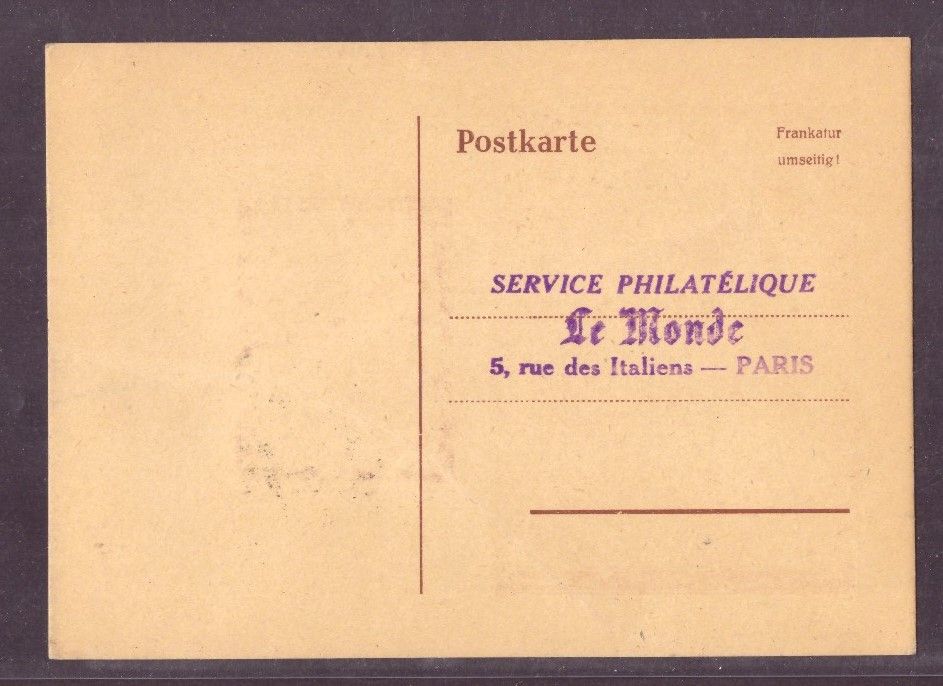 Postkarte
Frankatur
umseitig!
SERVICE PHILATÉLIQUE
Le Monde
5, rue des Italiens — PARIS